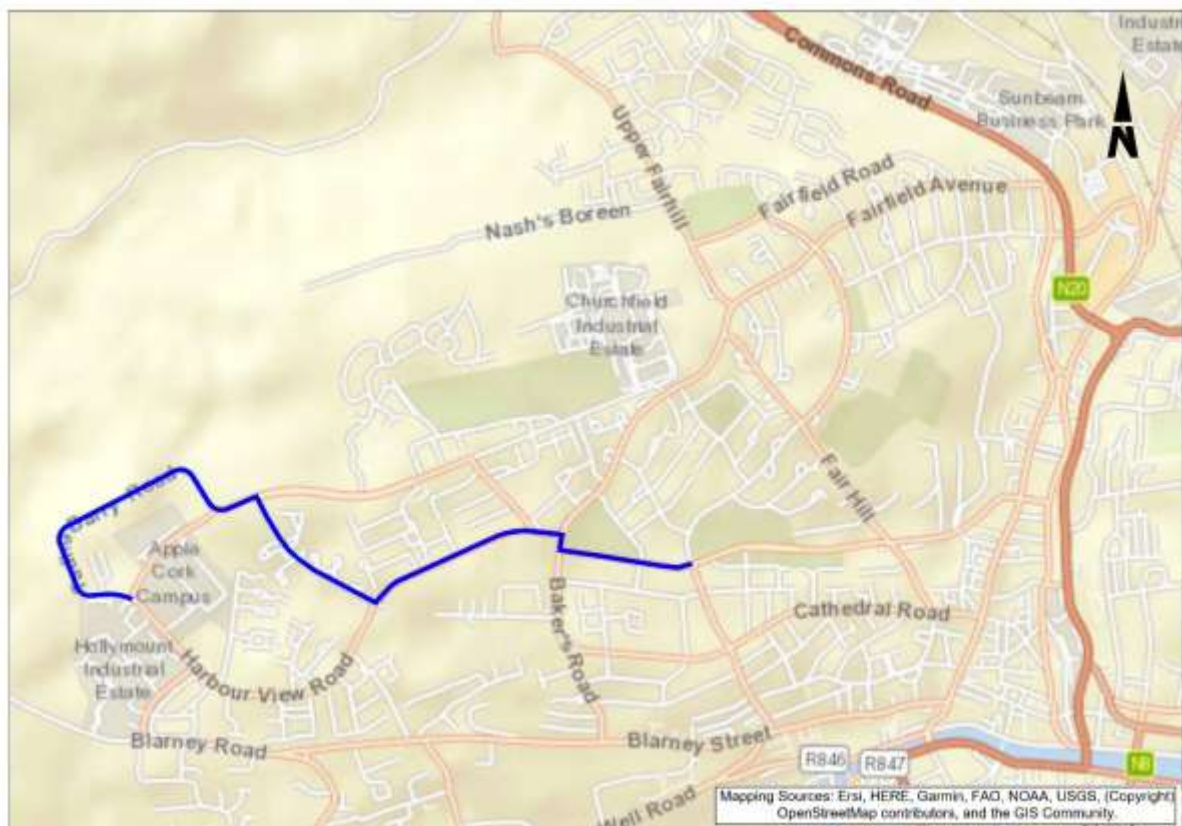 Industri
Estate
Commons Road
Sunbeam
Business Park
N
Upper Fairhill
Fairfield Road
Fairfield Avenue
Nash's Boreen
N20
Churchfield
Industrial
Estate
Fair Hill
Apple
Cork
Campus
Baker's Road
Cathedral Road
Hollymount
Industrial
Estate
Harbour View Road
Blarney Road
Blarney Street
R846
R847
N8
Well Road
Mapping Sources: Ersi, HERE, Garmin, FAO, NOAA, USGS, (Copyright)
OpenStreetMap contributors, and the GIS Community.